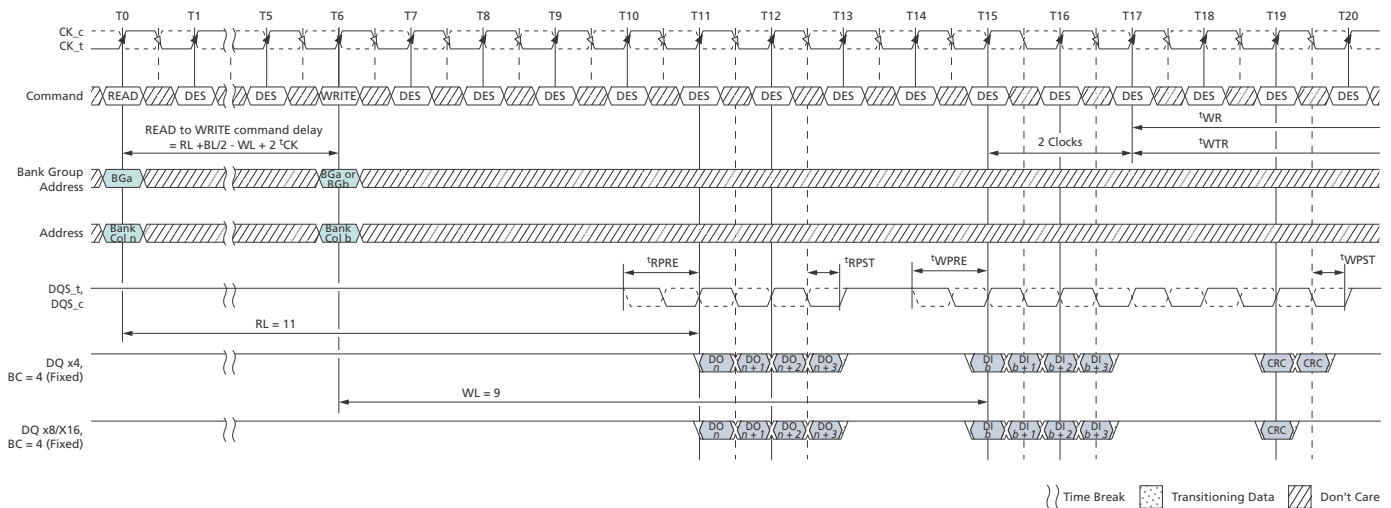 T0 T1 T5 T6 T7 T8 T9 T10 T11 T12 T13 T14 T15 T16 T17 T18 T19 T20
CK_c
CK_t
Command READ DES DES WRITE DES DES DES DES DES DES DES DES DES DES DES DES DES DES
READ to WRITE command delay
= RL +BL/2 - WL + 2 tCK
tWR
2 Clocks
tWTR
Bank Group
Address
BGa
BGa or
BGb
Address
Bank
Col n
Bank
Col b
tRPRE
tRPST
tWPRE
tWPST
DQS_t,
DQS_c
RL = 11
DQ x4,
BC = 4 (Fixed)
DO
n
DO
n + 1
DO
n + 2
DO
n + 3
DI
b
DI
b + 1
DI
b + 2
DI
b + 3
CRC CRC
WL = 9
DQ x8/X16,
BC = 4 (Fixed)
DO
n
DO
n + 1
DO
n + 2
DO
n + 3
DI
b
DI
b + 1
DI
b + 2
DI
b + 3
CRC
Time Break Transitioning Data Don't Care